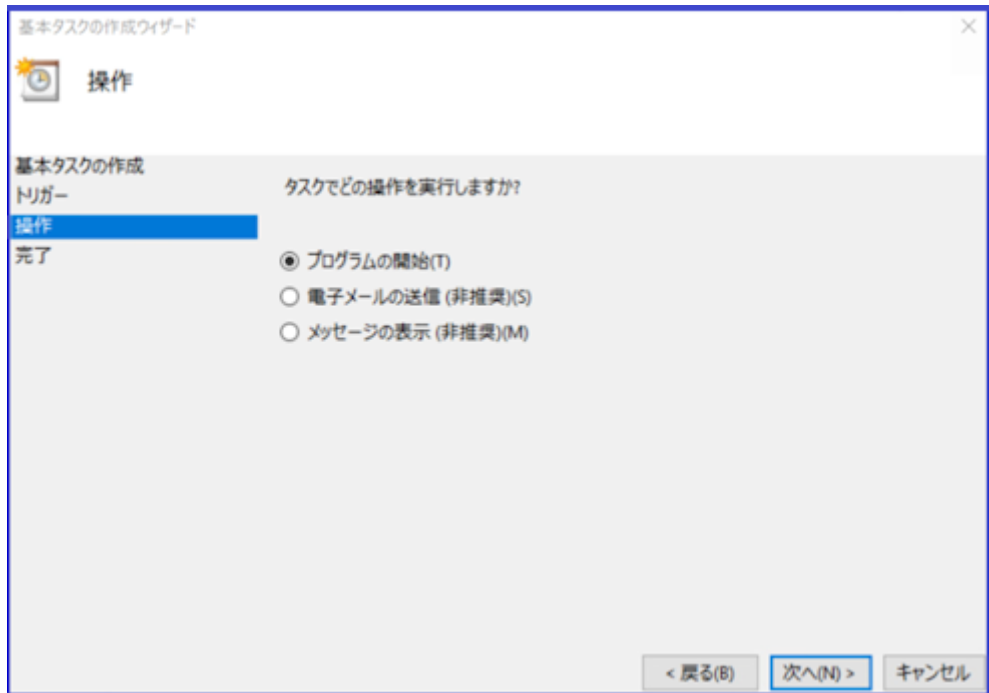 基本タスクの作成ウィザード
操作
基本タスクの作成
トリガー
操作
完了
タスクでどの操作を実行しますか?
プログラムの開始(T)
電子メールの送信 (非推奨)(S)
メッセージの表示 (非推奨)(M)
< 戻る(B)
次へ(N) >
キャンセル